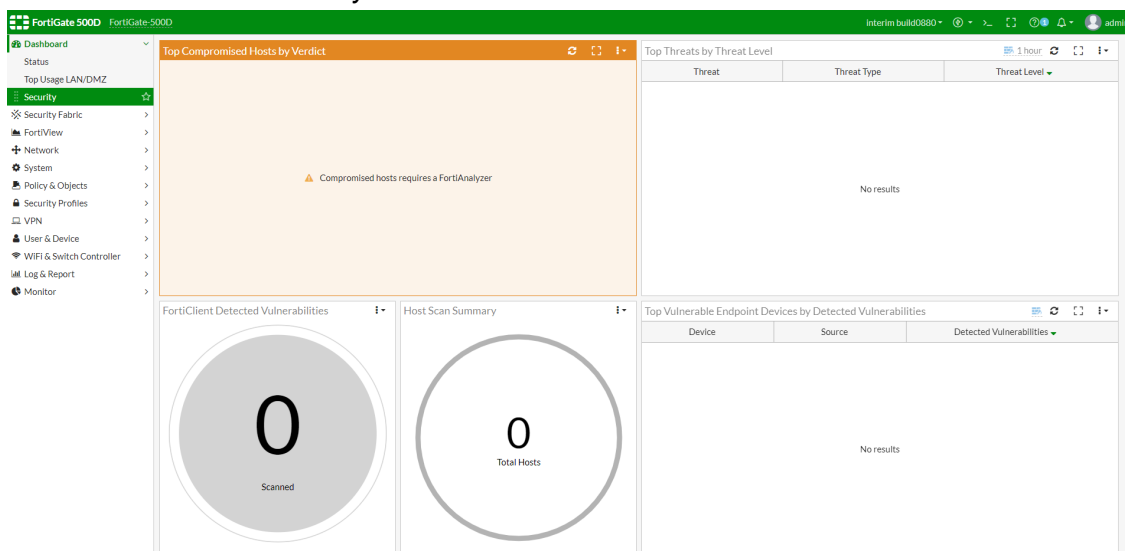 FortiGate 500D FortiGate-500D
interim build0880
>_
1
admin
Dashboard
Status
Top Usage LAN/DMZ
Security
Security Fabric
FortiView
Network
System
Policy & Objects
Security Profiles
VPN
User & Device
WiFi & Switch Controller
Log & Report
Monitor
Top Compromised Hosts by Verdict
Compromised hosts requires a FortiAnalyzer
Top Threats by Threat Level
1 hour
Threat Threat Type Threat Level
No results
FortiClient Detected Vulnerabilities
0
Scanned
Host Scan Summary
0
Total Hosts
Top Vulnerable Endpoint Devices by Detected Vulnerabilities
Device Source Detected Vulnerabilities
No results